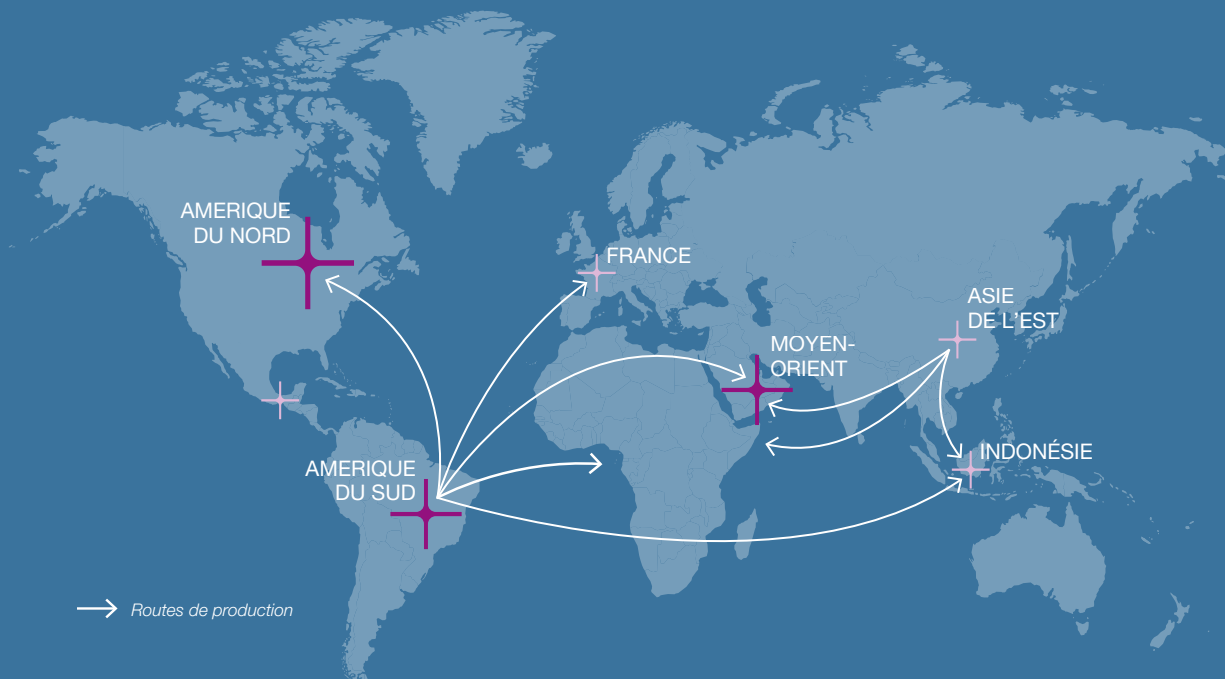 AMERIQUE
DU NORD
FRANCE
ASIE
DE L'EST
MOYEN-
ORIENT
AMERIQUE
DU SUD
INDONÉSIE
Routes de production